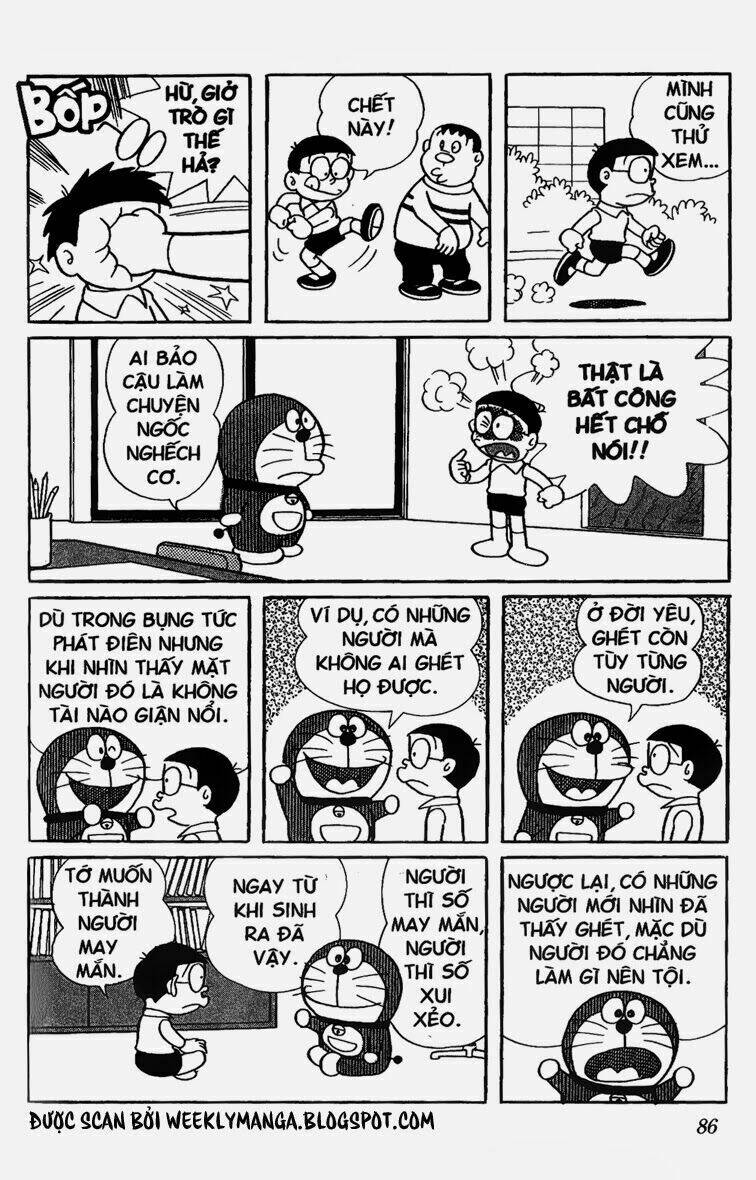 MÌNH
CŨNG
THỬ
XEM...
CHẾT
NÀY!
HỪ, GIỞ
TRÒ GÌ
THẾ
HẢ?
BỐP
THẬT LÀ
BẤT CÔNG
HẾT CHỖ
NÓI!!
AI BẢO
CẬU LÀM
CHUYỆN
NGỐC
NGHẾCH
CƠ.
Ở ĐỜI YÊU,
GHÉT CÒN
TÙY TỪNG
NGƯỜI.
VÍ DỤ, CÓ NHỮNG
NGƯỜI MÀ
KHÔNG AI GHÉT
HỌ ĐƯỢC.
DÙ TRONG BỤNG TỨC
PHÁT ĐIÊN NHƯNG
KHI NHÌN THẤY MẶT
NGƯỜI ĐÓ LÀ KHÔNG
TÀI NÀO GIẬN NỔI.
NGƯỢC LẠI, CÓ NHỮNG
NGƯỜI MỚI NHÌN ĐÃ
THẤY GHÉT, MẶC DÙ
NGƯỜI ĐÓ CHẲNG
LÀM GÌ NÊN TỘI.
NGƯỜI
THÌ SỐ
MAY MẮN,
NGƯỜI
THÌ SỐ
XUI
XẺO.
NGAY TỪ
KHI SINH
RA ĐÃ
VẬY.
TỚ MUỐN
THÀNH
NGƯỜI
MAY
MẮN.
ĐƯỢC SCAN BỞI WEEKLYMANGA.BLOGSPOT.COM
86